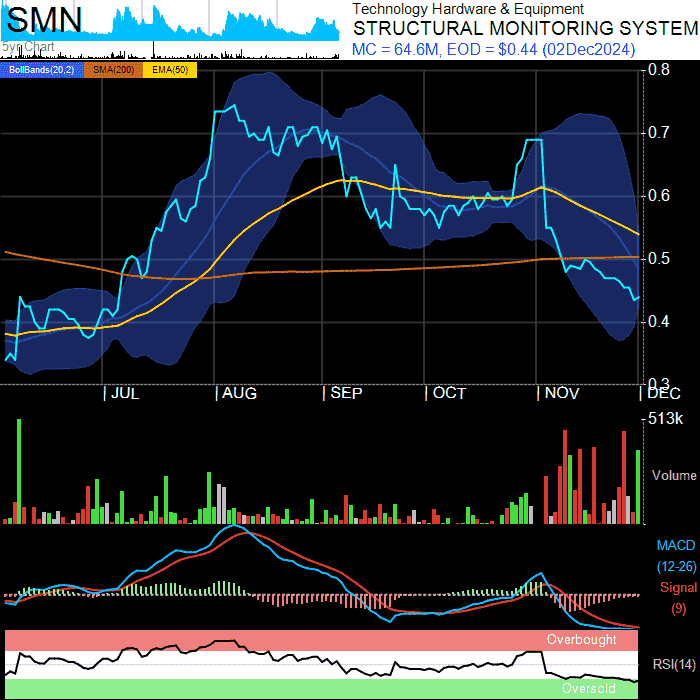 SMN
5yr Chart
Technology Hardware & Equipment
STRUCTURAL MONITORING SYSTEM
MC = 64.6M, EOD = $0.44 (02Dec2024)
BollBands(20,2) SMA(200) EMA(50)
0.8
0.7
0.6
0.5
0.4
0.3
JUL AUG SEP OCT NOV DEC
513k
Volume
MACD
(12-26)
Signal
(9)
Overbought
RSI(14)
Oversold